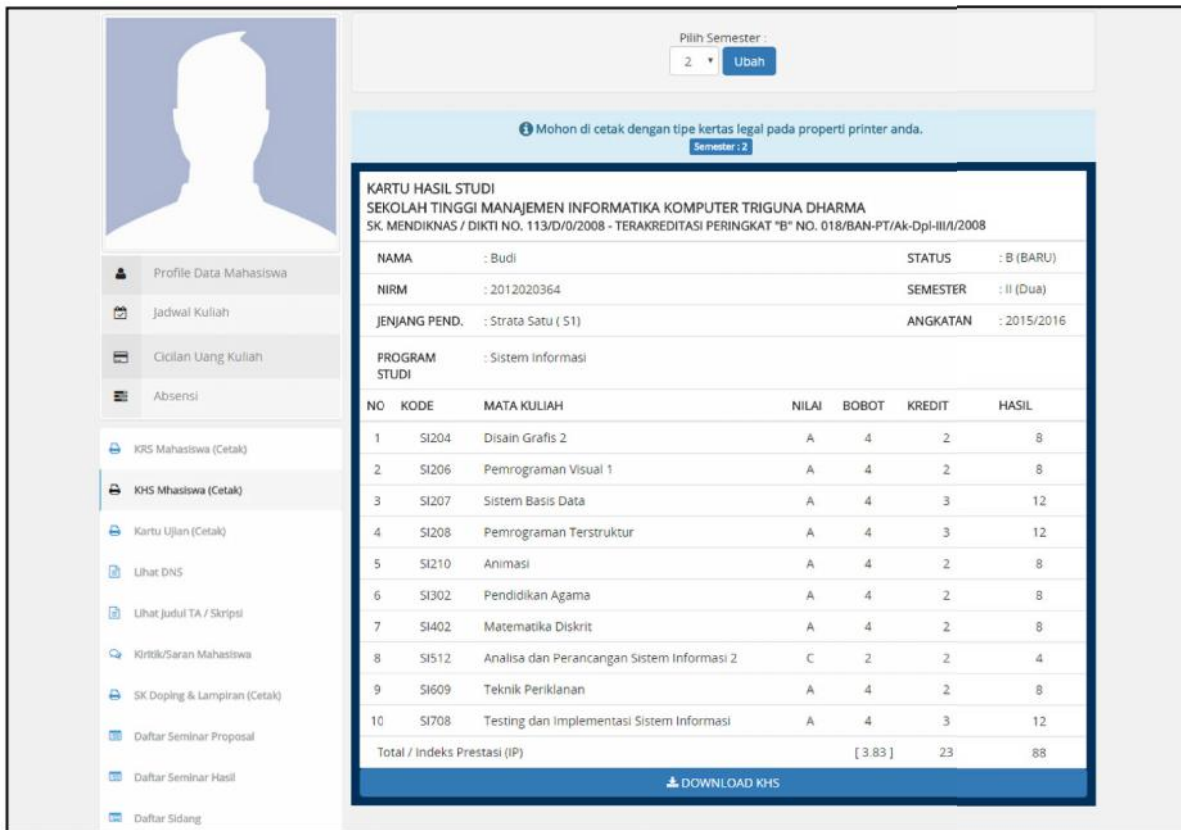 Pilih Semester :
2 Ubah
Mohon di cetak dengan tipe kertas legal pada properti printer anda.
Semester : 2
Profile Data Mahasiswa
Jadwal Kuliah
Cicilan Uang Kuliah
Absensi
KRS Mahasiswa (Cetak)
KHS Mhasiswa (Cetak)
Kartu Ujian (Cetak)
Lihat DNS
Lihat Judul TA / Skripsi
Kiritik/Saran Mahasiswa
SK Doping & Lampiran (Cetak)
Daftar Seminar Proposal
Daftar Seminar Hasil
Daftar Sidang
KARTU HASIL STUDI
SEKOLAH TINGGI MANAJEMEN INFORMATIKA KOMPUTER TRIGUNA DHARMA
SK. MENDIKNAS / DIKTI NO. 113/D/0/2008 - TERAKREDITASI PERINGKAT "B" NO. 018/BAN-PT/Ak-Dpl-III/I/2008
NAMA : Budi STATUS : B (BARU)
NIRM : 2012020364 SEMESTER : II (Dua)
JENJANG PEND. : Strata Satu ( S1) ANGKATAN : 2015/2016
PROGRAM STUDI : Sistem Informasi
NO KODE MATA KULIAH NILAI BOBOT KREDIT HASIL
1 SI204 Disain Grafis 2 A 4 2 8
2 SI206 Pemrograman Visual 1 A 4 2 8
3 SI207 Sistem Basis Data A 4 3 12
4 SI208 Pemrograman Terstruktur A 4 3 12
5 SI210 Animasi A 4 2 8
6 SI302 Pendidikan Agama A 4 2 8
7 SI402 Matematika Diskrit A 4 2 8
8 SI512 Analisa dan Perancangan Sistem Informasi 2 C 2 2 4
9 SI609 Teknik Periklanan A 4 2 8
10 SI708 Testing dan Implementasi Sistem Informasi A 4 3 12
Total / Indeks Prestasi (IP) [ 3.83 ] 23 88
DOWNLOAD KHS